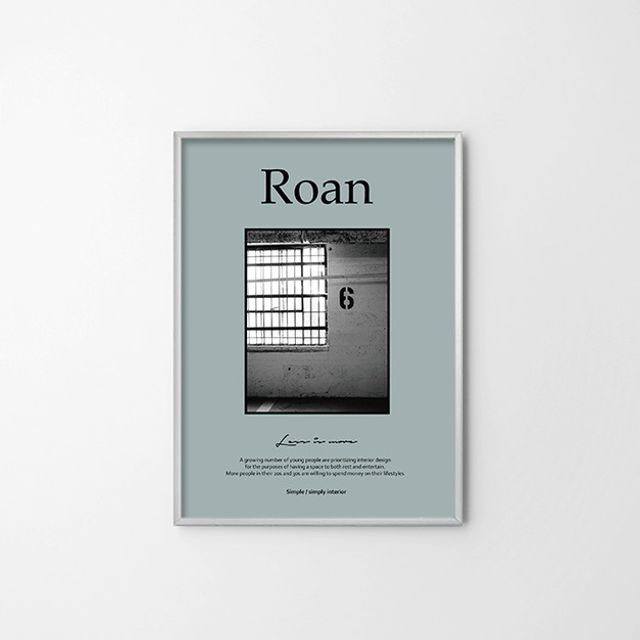 Roan
6
Less is more
A growing number of young people are prioritizing interior design
for the purposes of having a space to both rest and entertain.
More people in their 20s and 30s are willing to spend money on their lifestyles.
Simple / simply interior